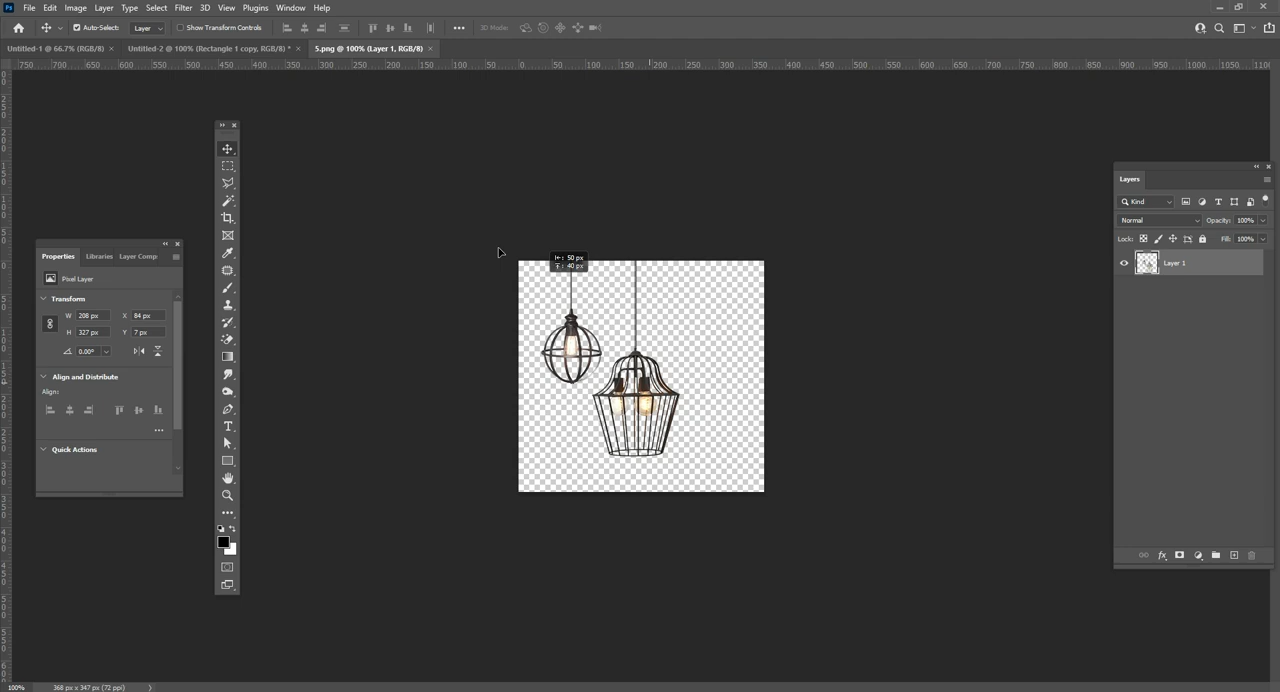 Ps File Edit Image Layer Type Select Filter 3D View Plugins Window Help
Auto-Select: Layer Show Transform Controls 3D Mode:
Untitled-1 @ 66.7% (RGB/8) × Untitled-2 @ 100% (Rectangle 1 copy, RGB/8) * × 5.png @ 100% (Layer 1, RGB/8) ×
750 700 650 600 550 500 450 400 350 300 250 200 150 100 50 0 50 100 150 200 250 300 350 400 450 500 550 600 650 700 750 800 850 900 950 1000 1050 1100
Properties Libraries Layer Comp
Pixel Layer
Transform
W 208 px X 84 px
H 327 px Y 7 px
0.00°
Align and Distribute
Align:
Quick Actions
T
50 px
40 px
Layers
Kind
Normal Opacity: 100%
Lock: Fill: 100%
Layer 1
fx
100% 368 px x 347 px (72 ppi)